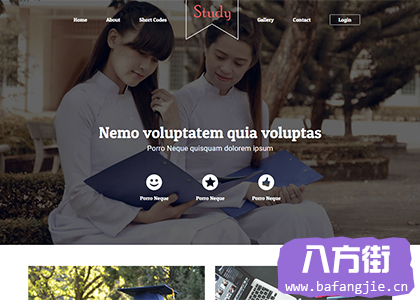 Home About Short Codes Study Gallery Contact Login
Nemo voluptatem quia voluptas
Porro Neque quisquam dolorem ipsum
Porro Neque Porro Neque Porro Neque
八方街
www.bafangjie.cn